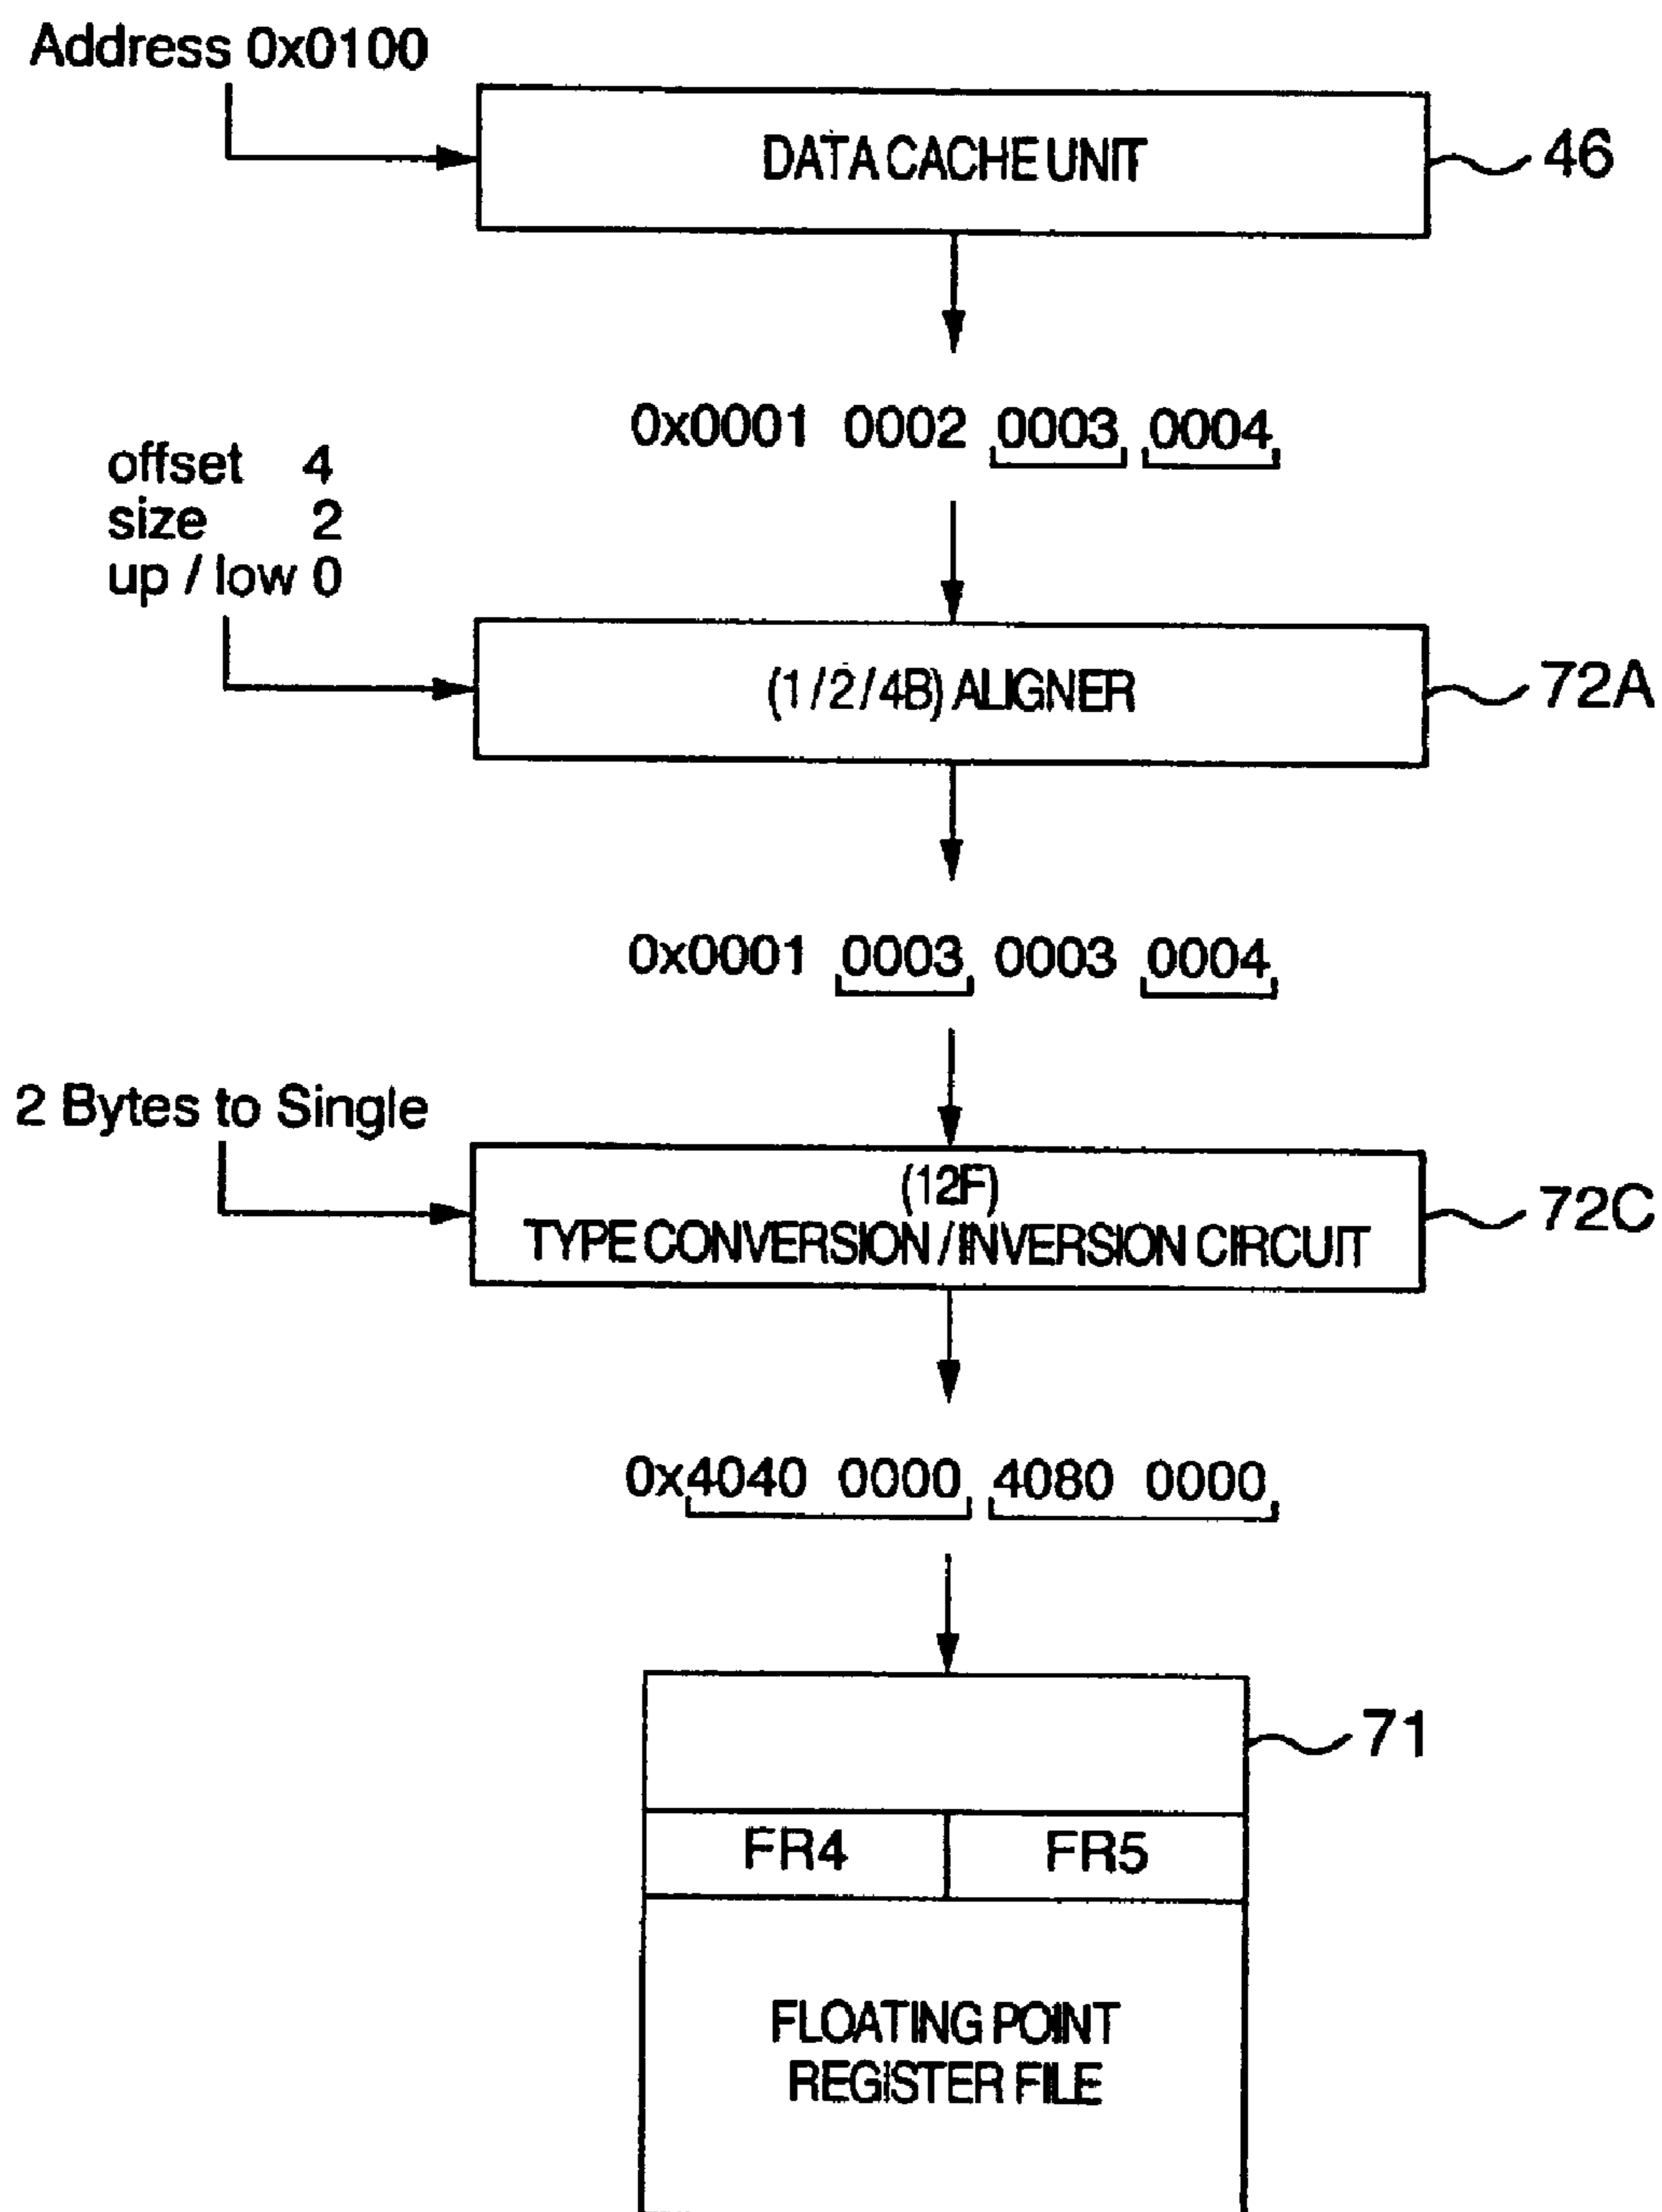 Address 0x0100
DATA CACHE UNIT
46
0x0001 0002 0003 0004
offset 4
size 2
up / low 0
(1/2/4B) ALIGNER
72A
0x0001 0003 0003 0004
2 Bytes to Single
(12F)
TYPE CONVERSION / INVERSION CIRCUIT
72C
0x4040 0000 4080 0000
71
FR4 FR5
FLOATING POINT
REGISTER FILE